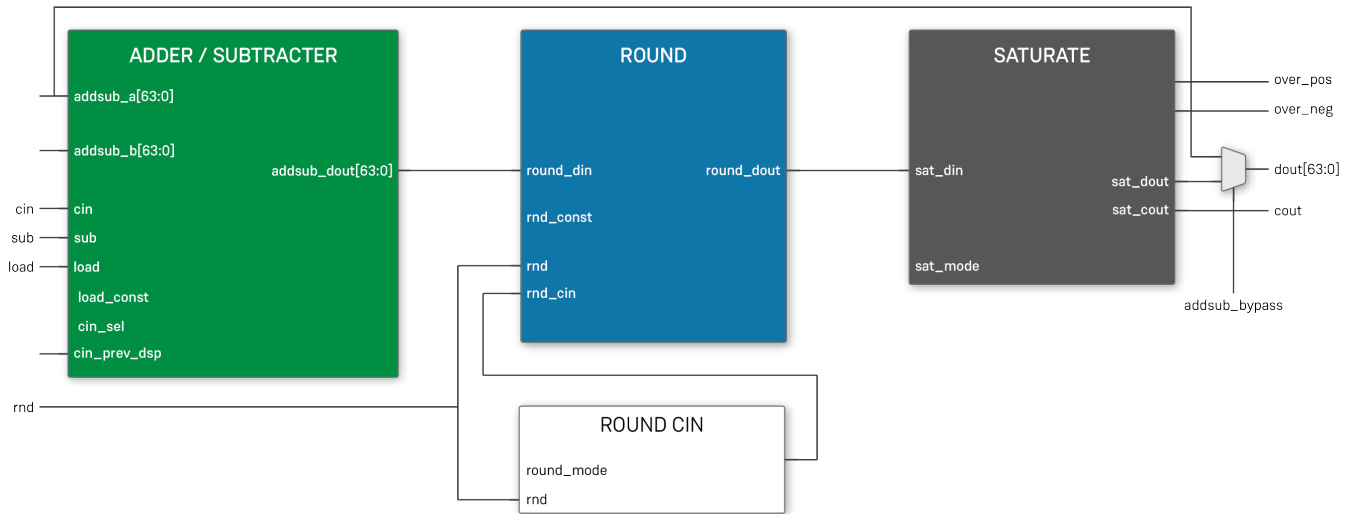 ADDER / SUBTRACTER
addsub_a[63:0]
addsub_b[63:0]
addsub_dout[63:0]
cin
cin
sub
sub
load
load
load_const
cin_sel
cin_prev_dsp
rnd
ROUND
round_din
round_dout
rnd_const
rnd
rnd_cin
ROUND CIN
round_mode
rnd
SATURATE
sat_din
sat_dout
sat_cout
sat_mode
over_pos
over_neg
dout[63:0]
cout
addsub_bypass